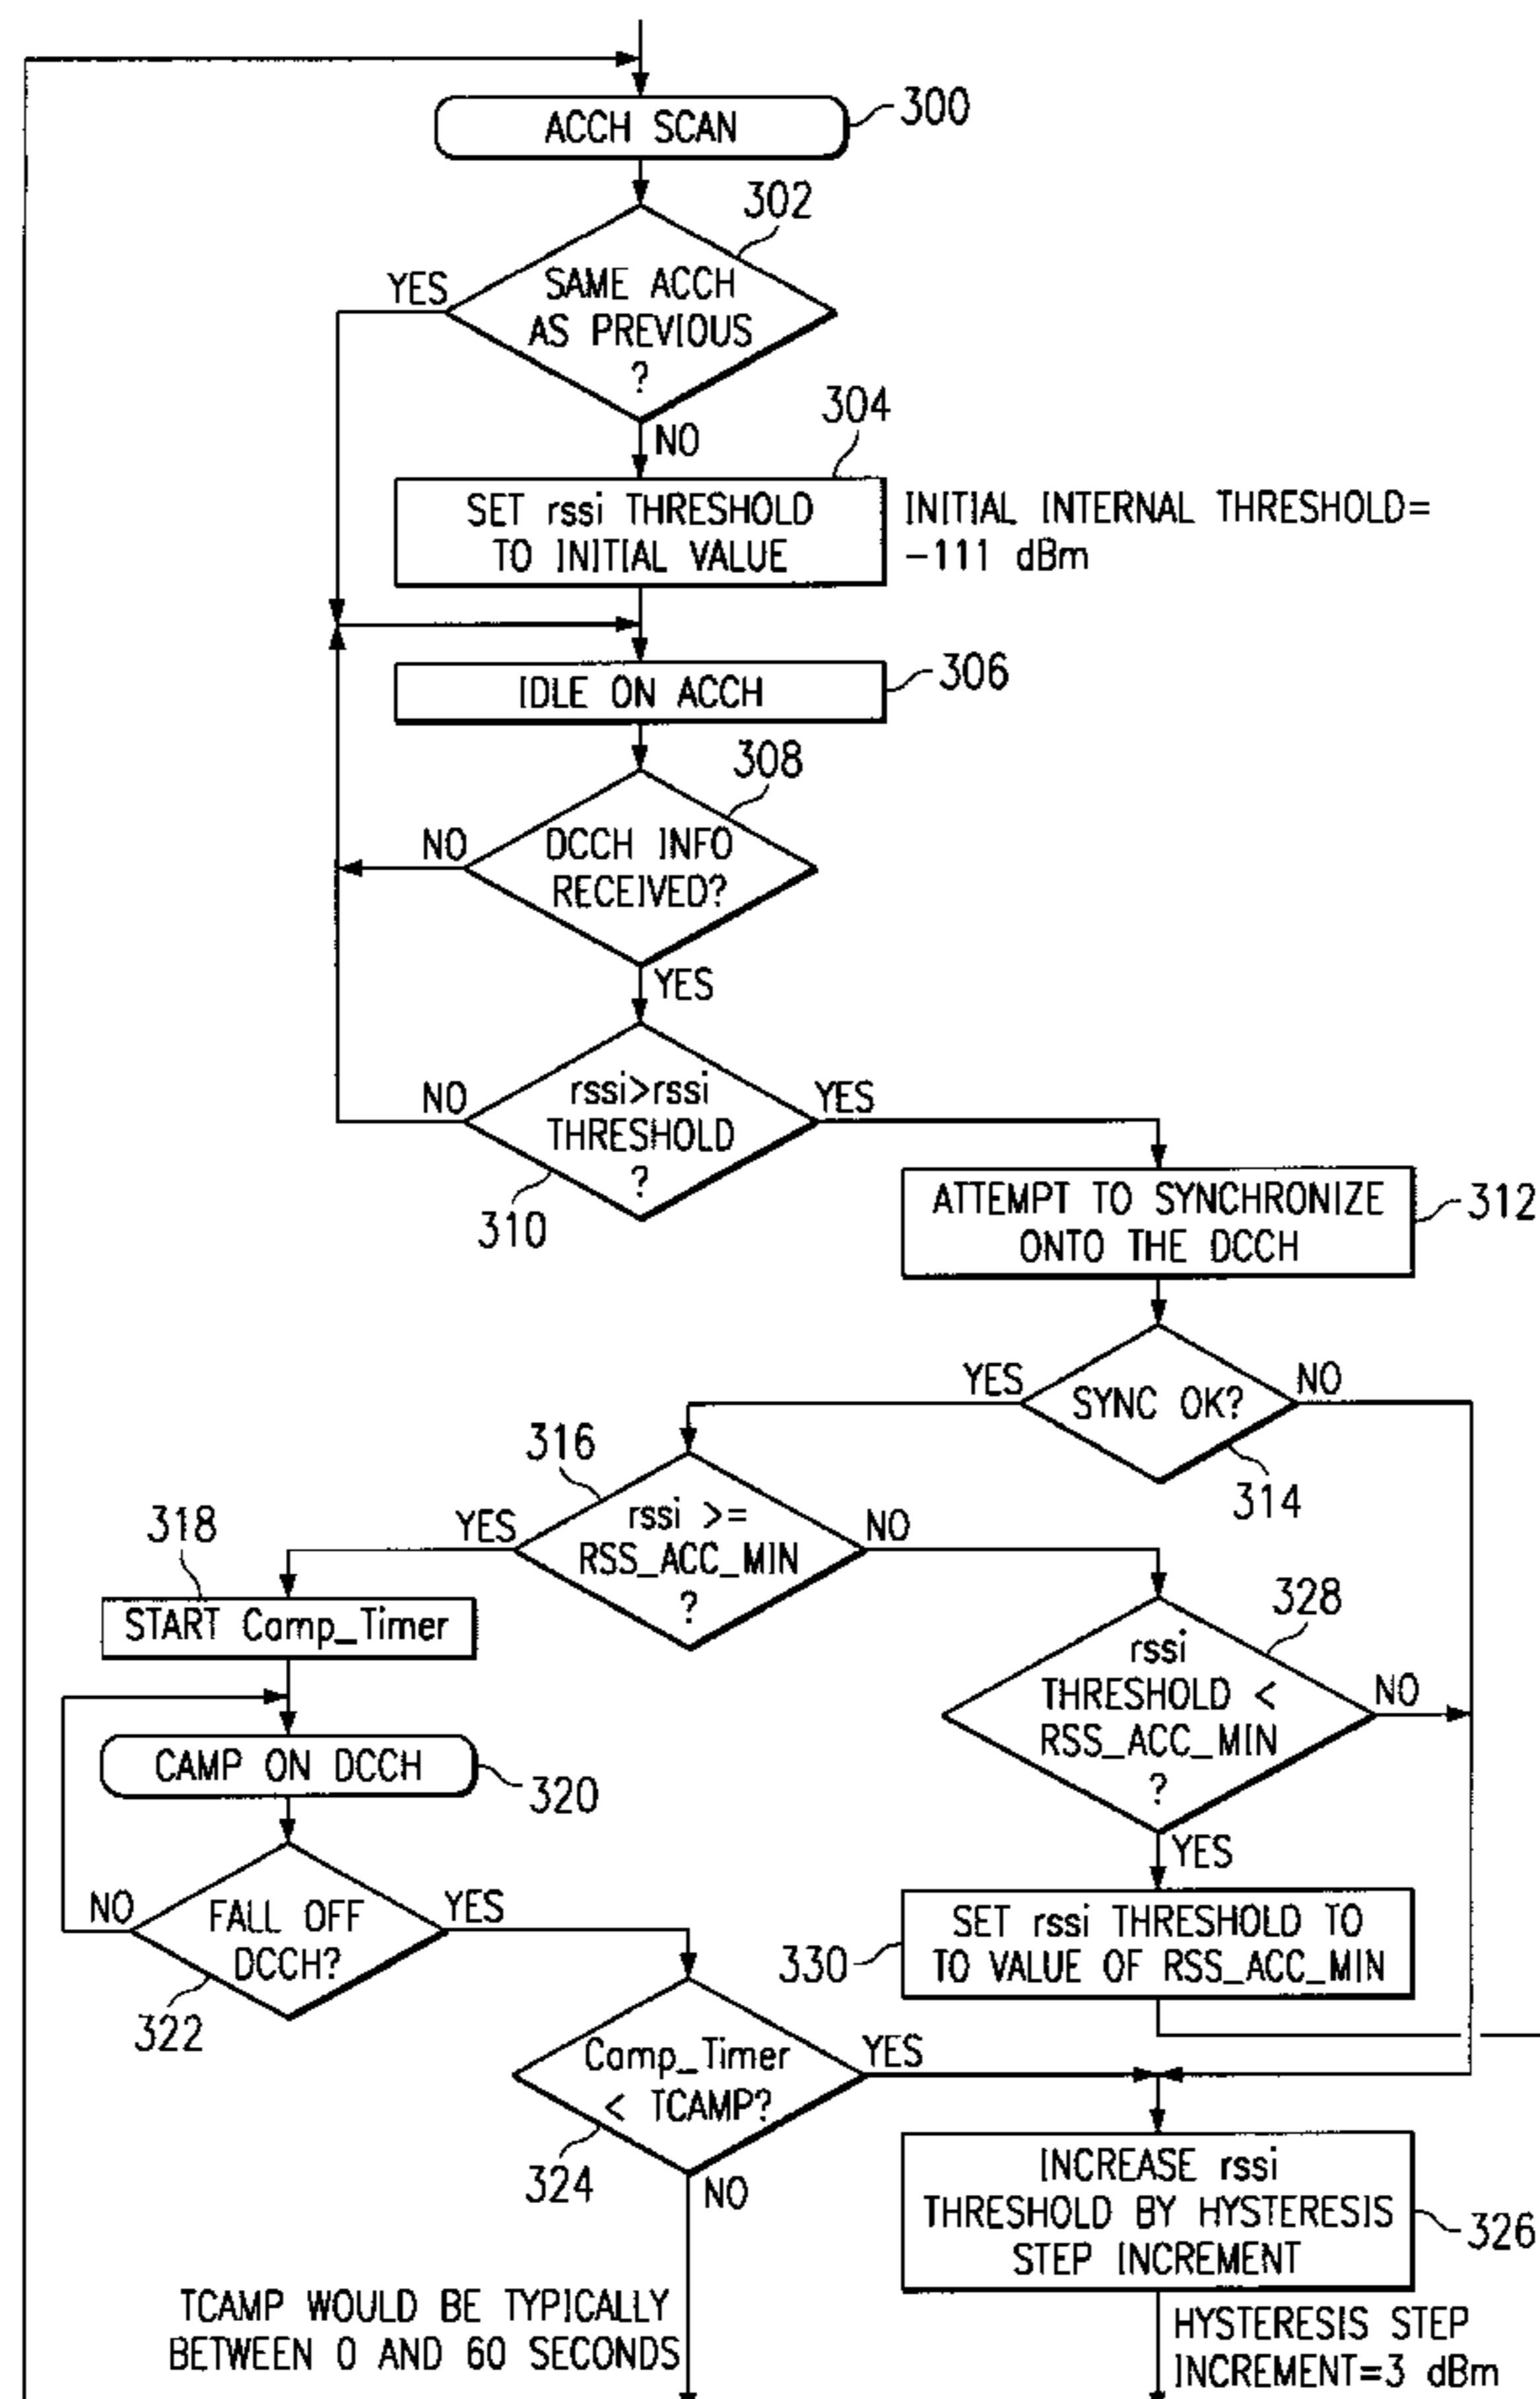 ACCH SCAN
300
302
SAME ACCH
AS PREVIOUS
?
YES
NO
304
SET rssi THRESHOLD
TO INITIAL VALUE
INITIAL INTERNAL THRESHOLD=
-111 dBm
IDLE ON ACCH
306
308
DCCH INFO
RECEIVED?
NO
YES
rssi>rssi
THRESHOLD
?
NO
YES
310
ATTEMPT TO SYNCHRONIZE
ONTO THE DCCH
312
SYNC OK?
YES
NO
314
316
rssi >=
RSS_ACC_MIN
?
YES
NO
318
START Camp_Timer
328
rssi
THRESHOLD <
RSS_ACC_MIN
?
NO
YES
CAMP ON DCCH
320
FALL OFF
DCCH?
NO
YES
322
SET rssi THRESHOLD TO
TO VALUE OF RSS_ACC_MIN
330
Camp_Timer
< TCAMP?
YES
324
NO
INCREASE rssi
THRESHOLD BY HYSTERESIS
STEP INCREMENT
326
TCAMP WOULD BE TYPICALLY
BETWEEN 0 AND 60 SECONDS
HYSTERESIS STEP
INCREMENT=3 dBm